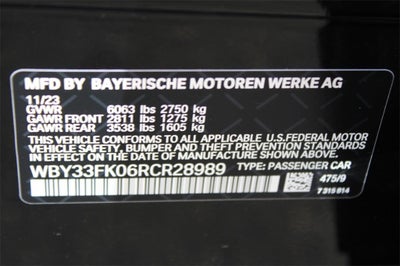 MFD BY BAYERISCHE MOTOREN WERKE AG
11/23
GVWR 6063 lbs 2750 kg
GAWR FRONT 2811 lbs 1275 kg
GAWR REAR 3538 lbs 1605 kg
THIS VEHICLE CONFORMS TO ALL APPLICABLE U.S.FEDERAL MOTOR
VEHICLE SAFETY, BUMPER AND THEFT PREVENTION STANDARDS IN
EFFECT ON THE DATE OF MANUFACTURE SHOWN ABOVE.
WBY33FK06RCR28989 TYPE: PASSENGER CAR
475/9
7 315 614